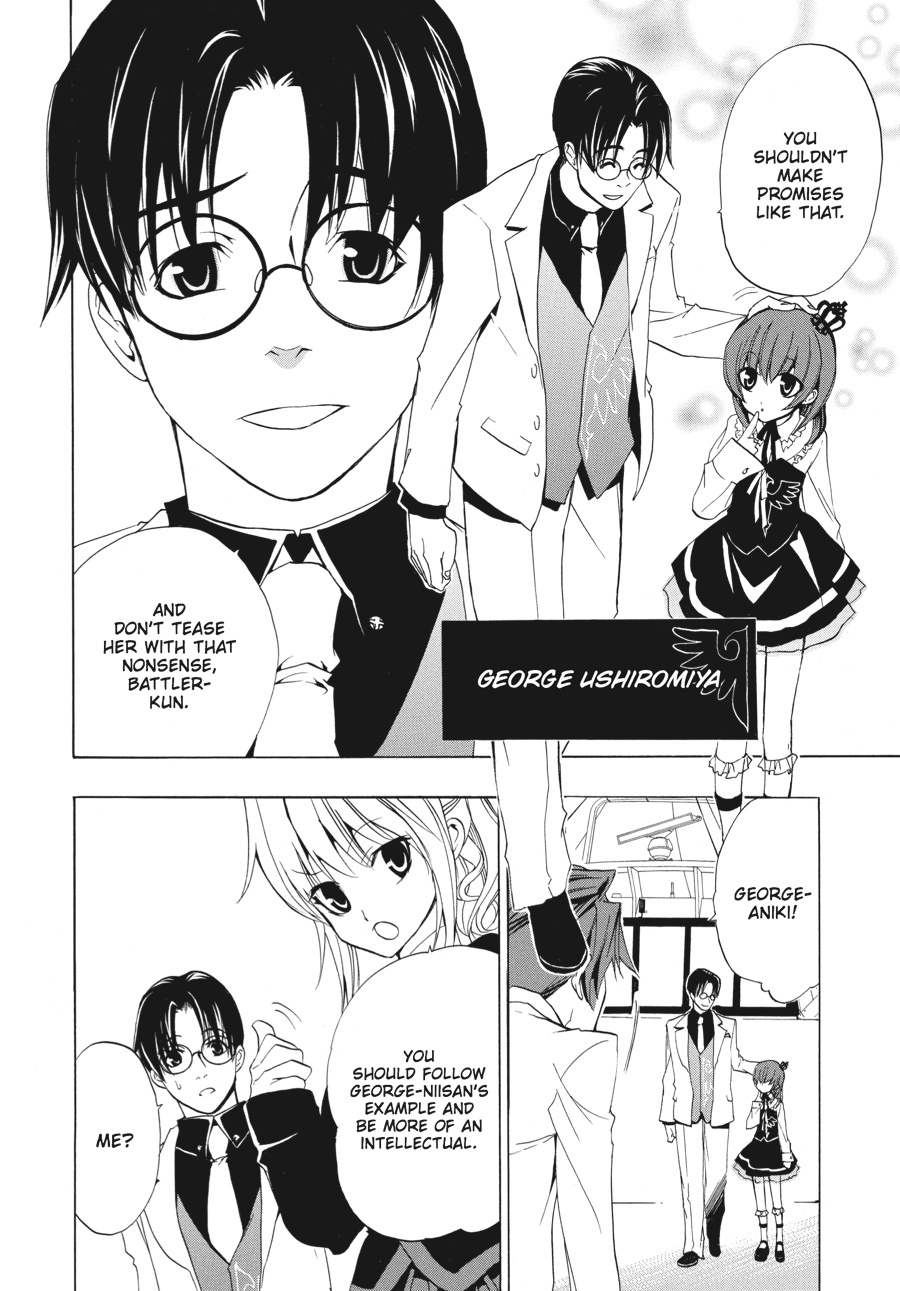 YOU
SHOULDN'T
MAKE
PROMISES
LIKE THAT.
AND
DON'T TEASE
HER WITH THAT
NONSENSE,
BATTLER-
KUN.
GEORGE USHIROMIYA
GEORGE-
ANIKI!
YOU
SHOULD FOLLOW
GEORGE-NIISAN'S
EXAMPLE AND
BE MORE OF AN
INTELLECTUAL.
ME?